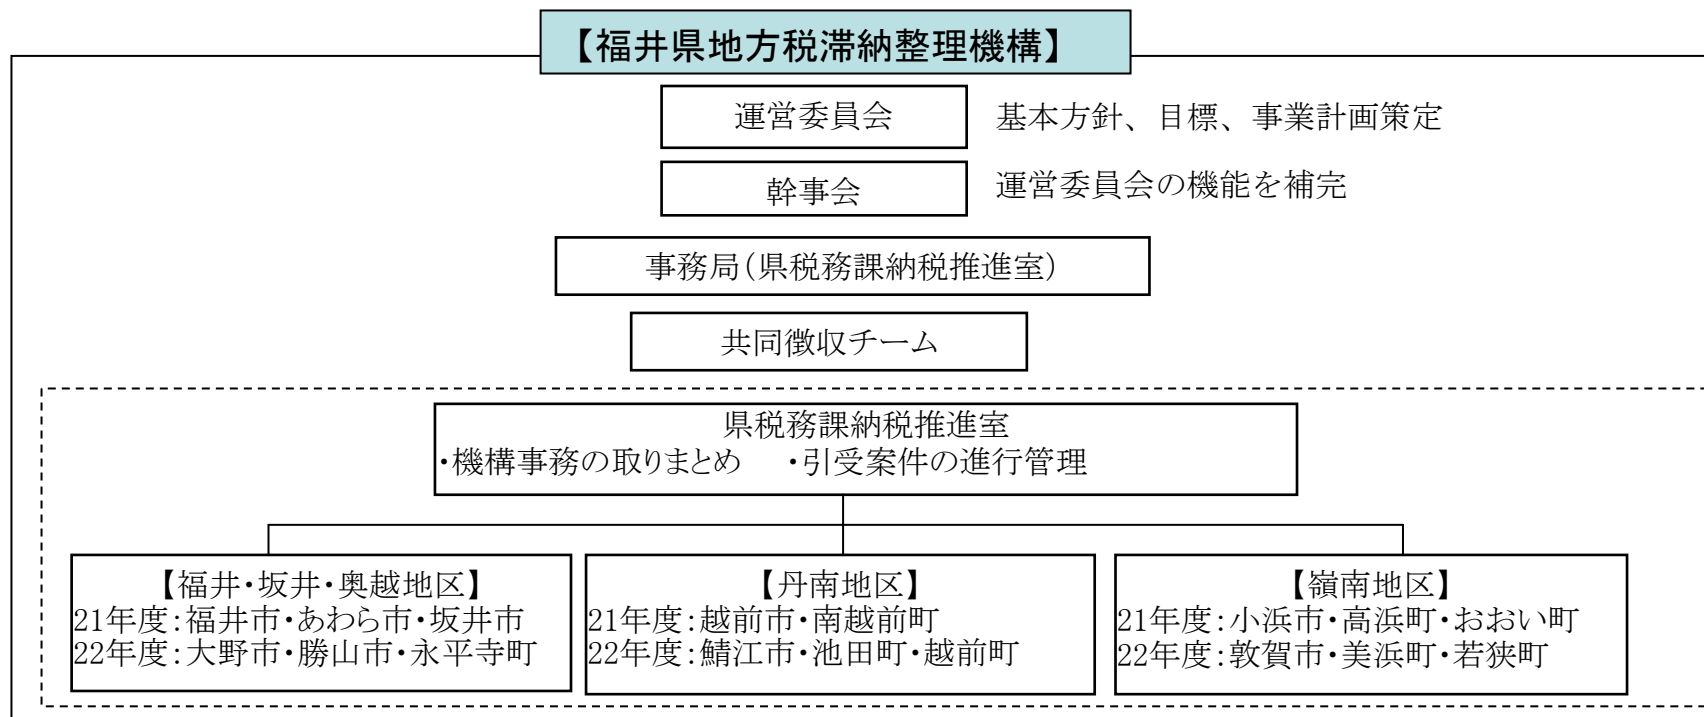 【福井県地方税滞納整理機構】
運営委員会
基本方針、目標、事業計画策定
幹事会
運営委員会の機能を補完
事務局(県税務課納税推進室)
共同徴収チーム
県税務課納税推進室
・機構事務の取りまとめ　・引受案件の進行管理
【福井・坂井・奥越地区】
21年度:福井市・あわら市・坂井市
22年度:大野市・勝山市・永平寺町
【丹南地区】
21年度:越前市・南越前町
22年度:鯖江市・池田町・越前町
【嶺南地区】
21年度:小浜市・高浜町・おおい町
22年度:敦賀市・美浜町・若狭町